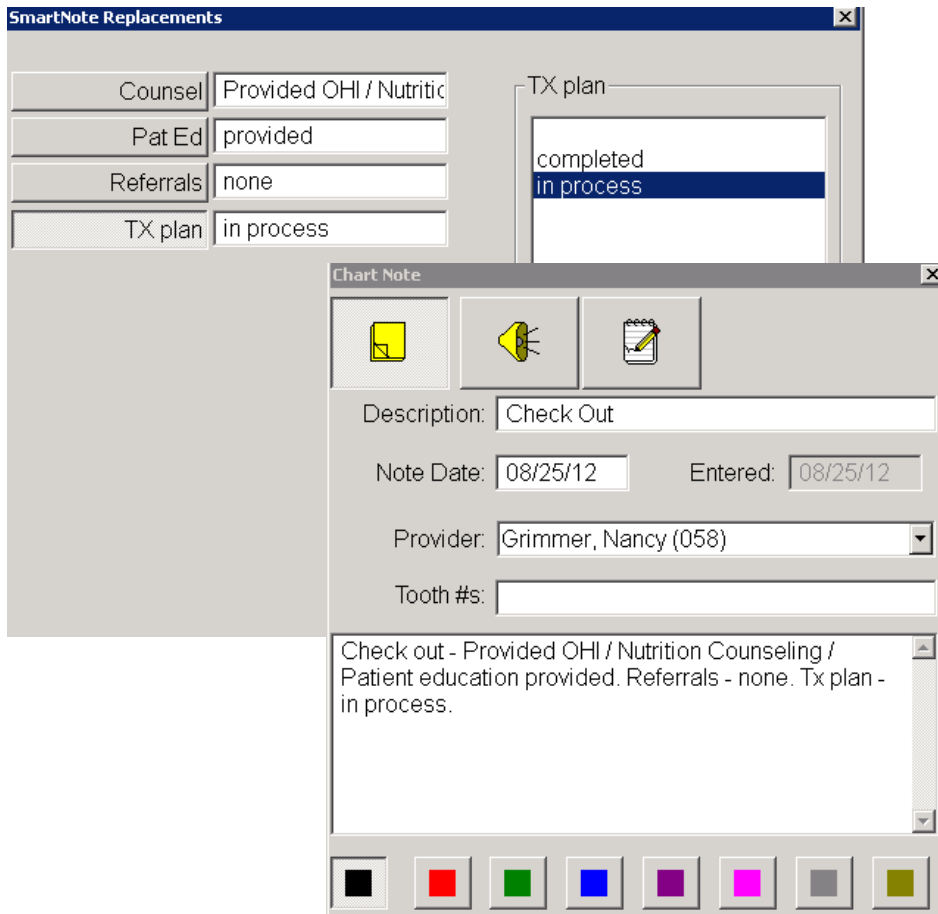 SmartNote Replacements
Counsel Provided OHI / Nutritic
Pat Ed provided
Referrals none
TX plan in process
TX plan
completed
in process
Chart Note
Description: Check Out
Note Date: 08/25/12 Entered: 08/25/12
Provider: Grimmer, Nancy (058)
Tooth #s:
Check out - Provided OHI / Nutrition Counseling /
Patient education provided. Referrals - none. Tx plan -
in process.